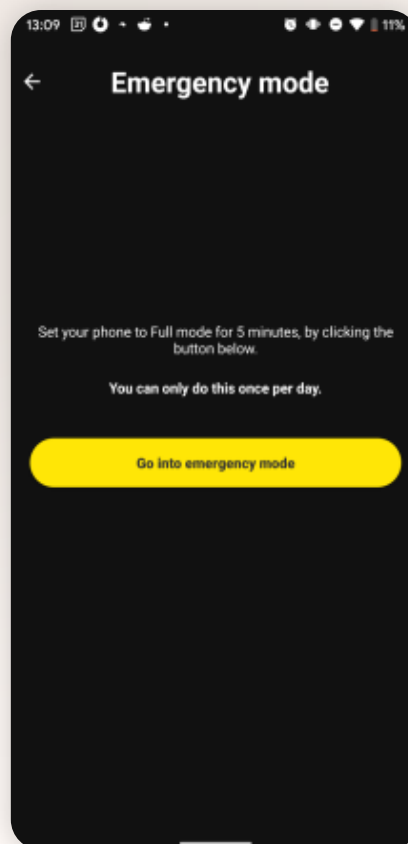 13:09 31 11%
Emergency mode
Set your phone to Full mode for 5 minutes, by clicking the
button below.
You can only do this once per day.
Go into emergency mode